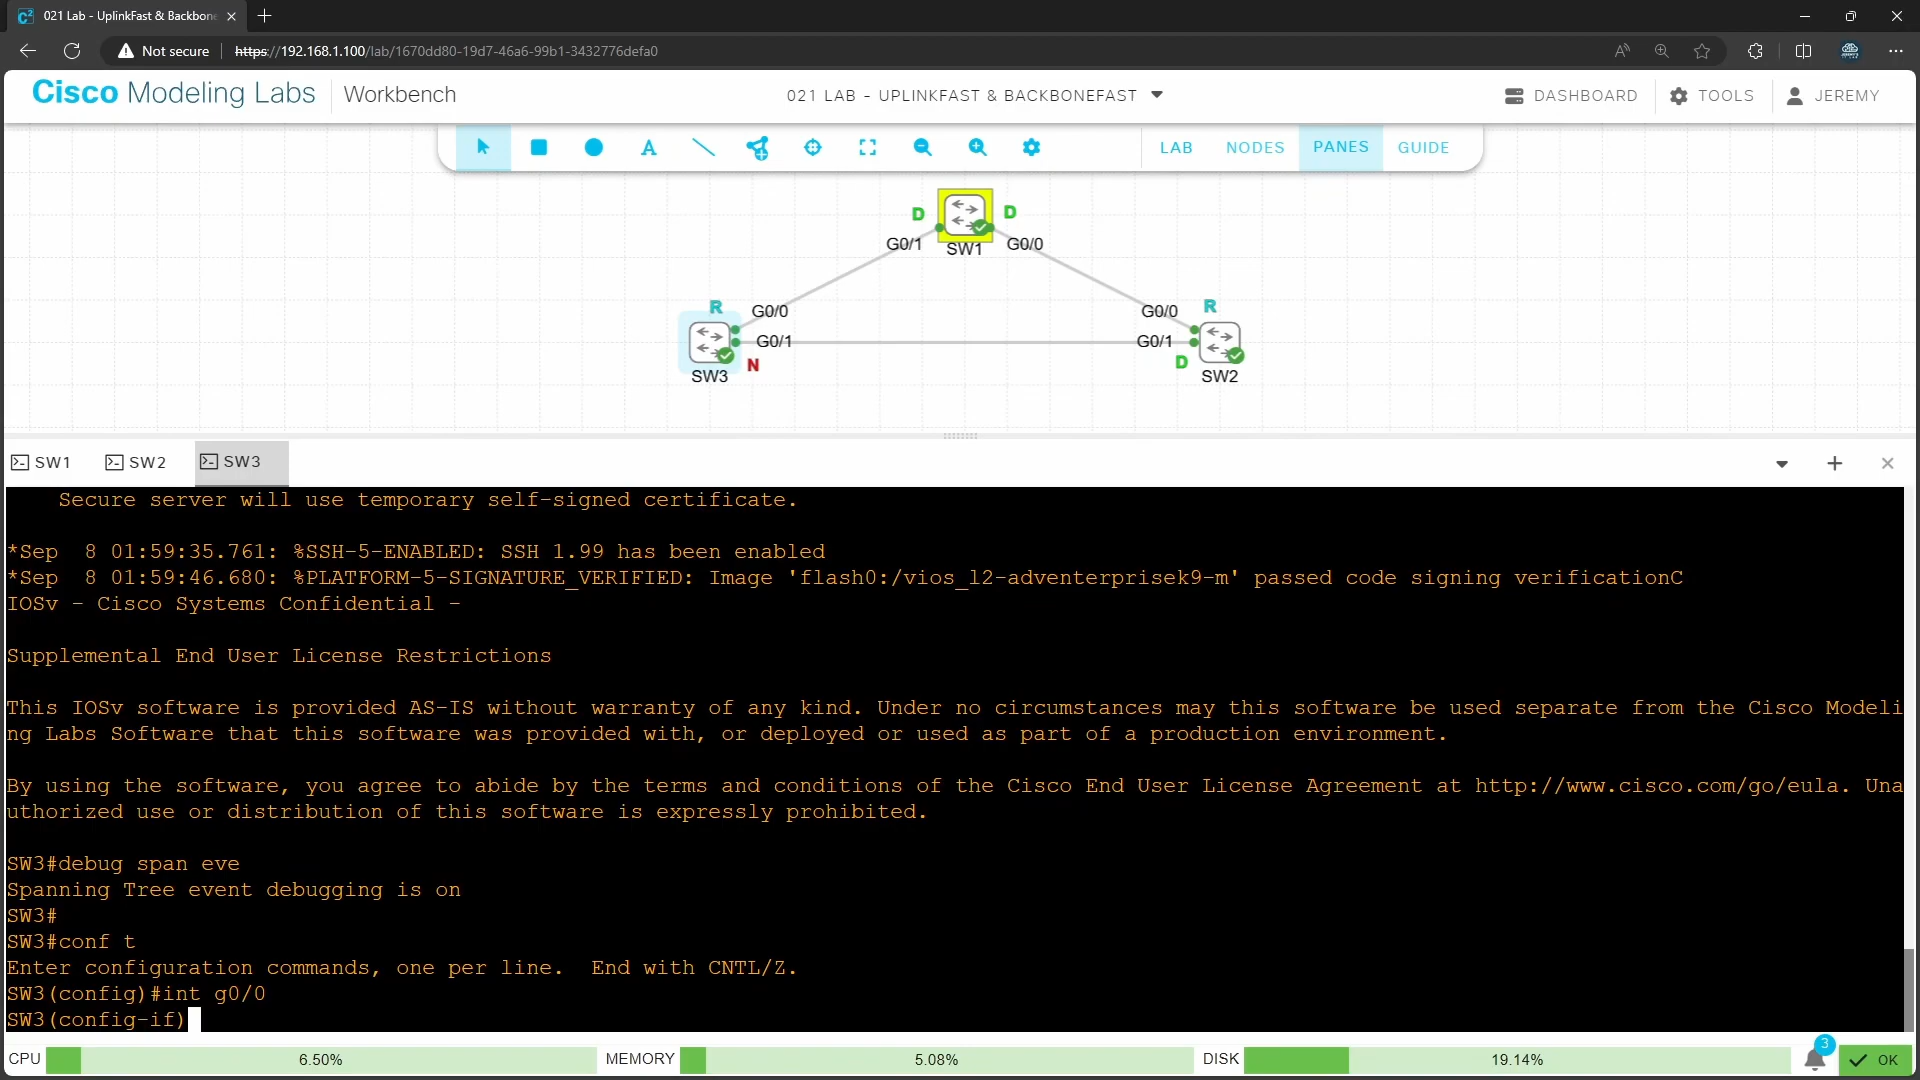 021 Lab - UplinkFast & Backbone
Not secure
https://192.168.1.100/lab/1670dd80-19d7-46a6-99b1-3432776defa0
Cisco Modeling Labs Workbench
021 LAB - UPLINKFAST & BACKBONEFAST
DASHBOARD
TOOLS
JEREMY
A
LAB
NODES
PANES
GUIDE
D
D
G0/1
SW1
G0/0
R
G0/0
G0/0
R
G0/1
G0/1
N
D
SW3
SW2
SW1
SW2
SW3
Secure server will use temporary self-signed certificate.
*Sep  8 01:59:35.761: %SSH-5-ENABLED: SSH 1.99 has been enabled
*Sep  8 01:59:46.680: %PLATFORM-5-SIGNATURE_VERIFIED: Image 'flash0:/vios_l2-adventerprisek9-m' passed code signing verificationC
IOSv - Cisco Systems Confidential -
Supplemental End User License Restrictions
This IOSv software is provided AS-IS without warranty of any kind. Under no circumstances may this software be used separate from the Cisco Modeli
ng Labs Software that this software was provided with, or deployed or used as part of a production environment.
By using the software, you agree to abide by the terms and conditions of the Cisco End User License Agreement at http://www.cisco.com/go/eula. Una
uthorized use or distribution of this software is expressly prohibited.
SW3#debug span eve
Spanning Tree event debugging is on
SW3#
SW3#conf t
Enter configuration commands, one per line.  End with CNTL/Z.
SW3(config)#int g0/0
SW3(config-if)
CPU 6.50% MEMORY 5.08% DISK 19.14%
3
OK